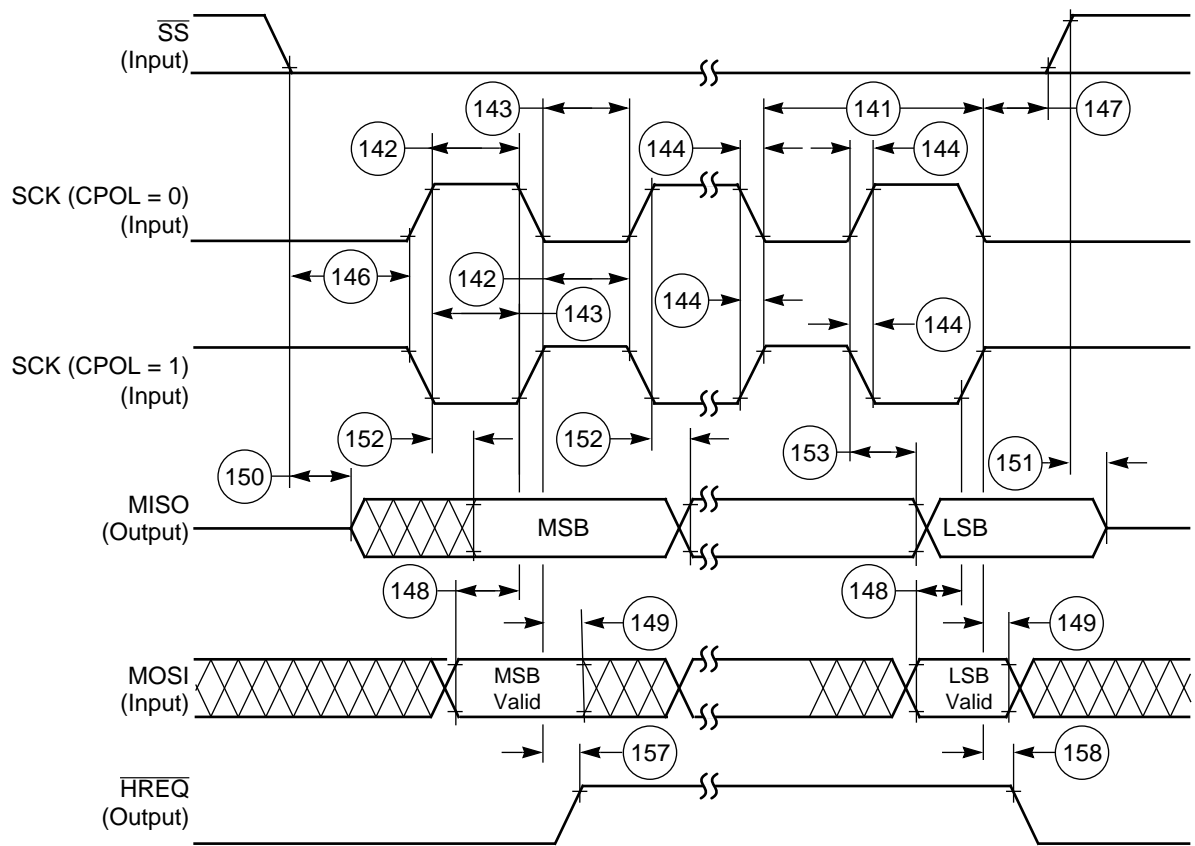 SS
(Input)
143
141
147
142
144
144
SCK (CPOL = 0)
(Input)
146
142
144
143
144
SCK (CPOL = 1)
(Input)
152
152
153
150
151
MISO
(Output)
MSB
LSB
148
148
149
149
MOSI
(Input)
MSB
Valid
LSB
Valid
157
158
HREQ
(Output)